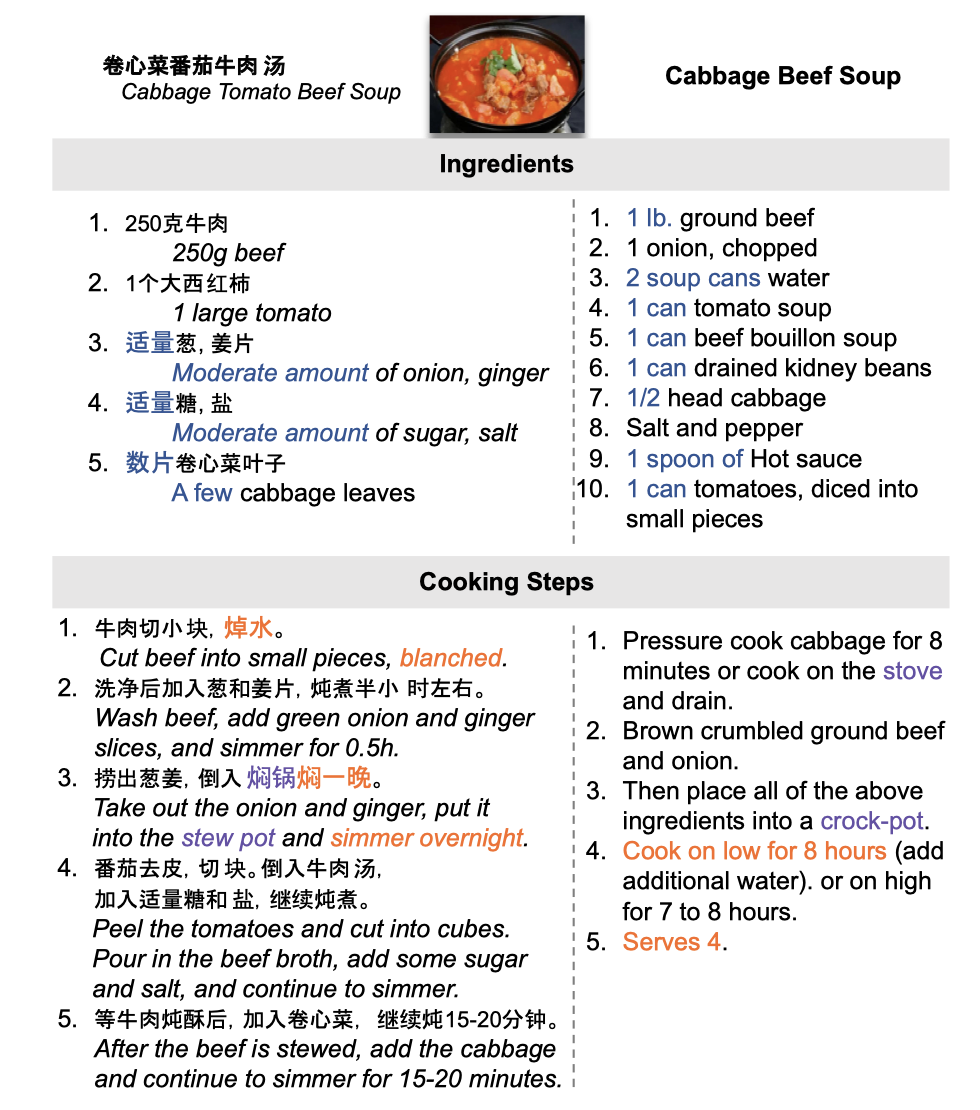 卷心菜番茄牛肉 汤
Cabbage Tomato Beef Soup
Cabbage Beef Soup
Ingredients
1. 250克牛肉
250g beef
2. 1个大西红柿
1 large tomato
3. 适量葱, 姜片
Moderate amount of onion, ginger
4. 适量糖, 盐
Moderate amount of sugar, salt
5. 数片卷心菜叶子
A few cabbage leaves
1. 1 lb. ground beef
2. 1 onion, chopped
3. 2 soup cans water
4. 1 can tomato soup
5. 1 can beef bouillon soup
6. 1 can drained kidney beans
7. 1/2 head cabbage
8. Salt and pepper
9. 1 spoon of Hot sauce
10. 1 can tomatoes, diced into
small pieces
Cooking Steps
1. 牛肉切小块, 焯水。
Cut beef into small pieces, blanched.
2. 洗净后加入葱和姜片, 炖煮半小 时左右。
Wash beef, add green onion and ginger
slices, and simmer for 0.5h.
3. 捞出葱姜, 倒入 焖锅焖一晚。
Take out the onion and ginger, put it
into the stew pot and simmer overnight.
4. 番茄去皮, 切 块。倒入牛肉汤,
加入适量糖和 盐, 继续炖煮。
Peel the tomatoes and cut into cubes.
Pour in the beef broth, add some sugar
and salt, and continue to simmer.
5. 等牛肉炖酥后, 加入卷心菜, 继续炖15-20分钟。
After the beef is stewed, add the cabbage
and continue to simmer for 15-20 minutes.
1. Pressure cook cabbage for 8
minutes or cook on the stove
and drain.
2. Brown crumbled ground beef
and onion.
3. Then place all of the above
ingredients into a crock-pot.
4. Cook on low for 8 hours (add
additional water). or on high
for 7 to 8 hours.
5. Serves 4.